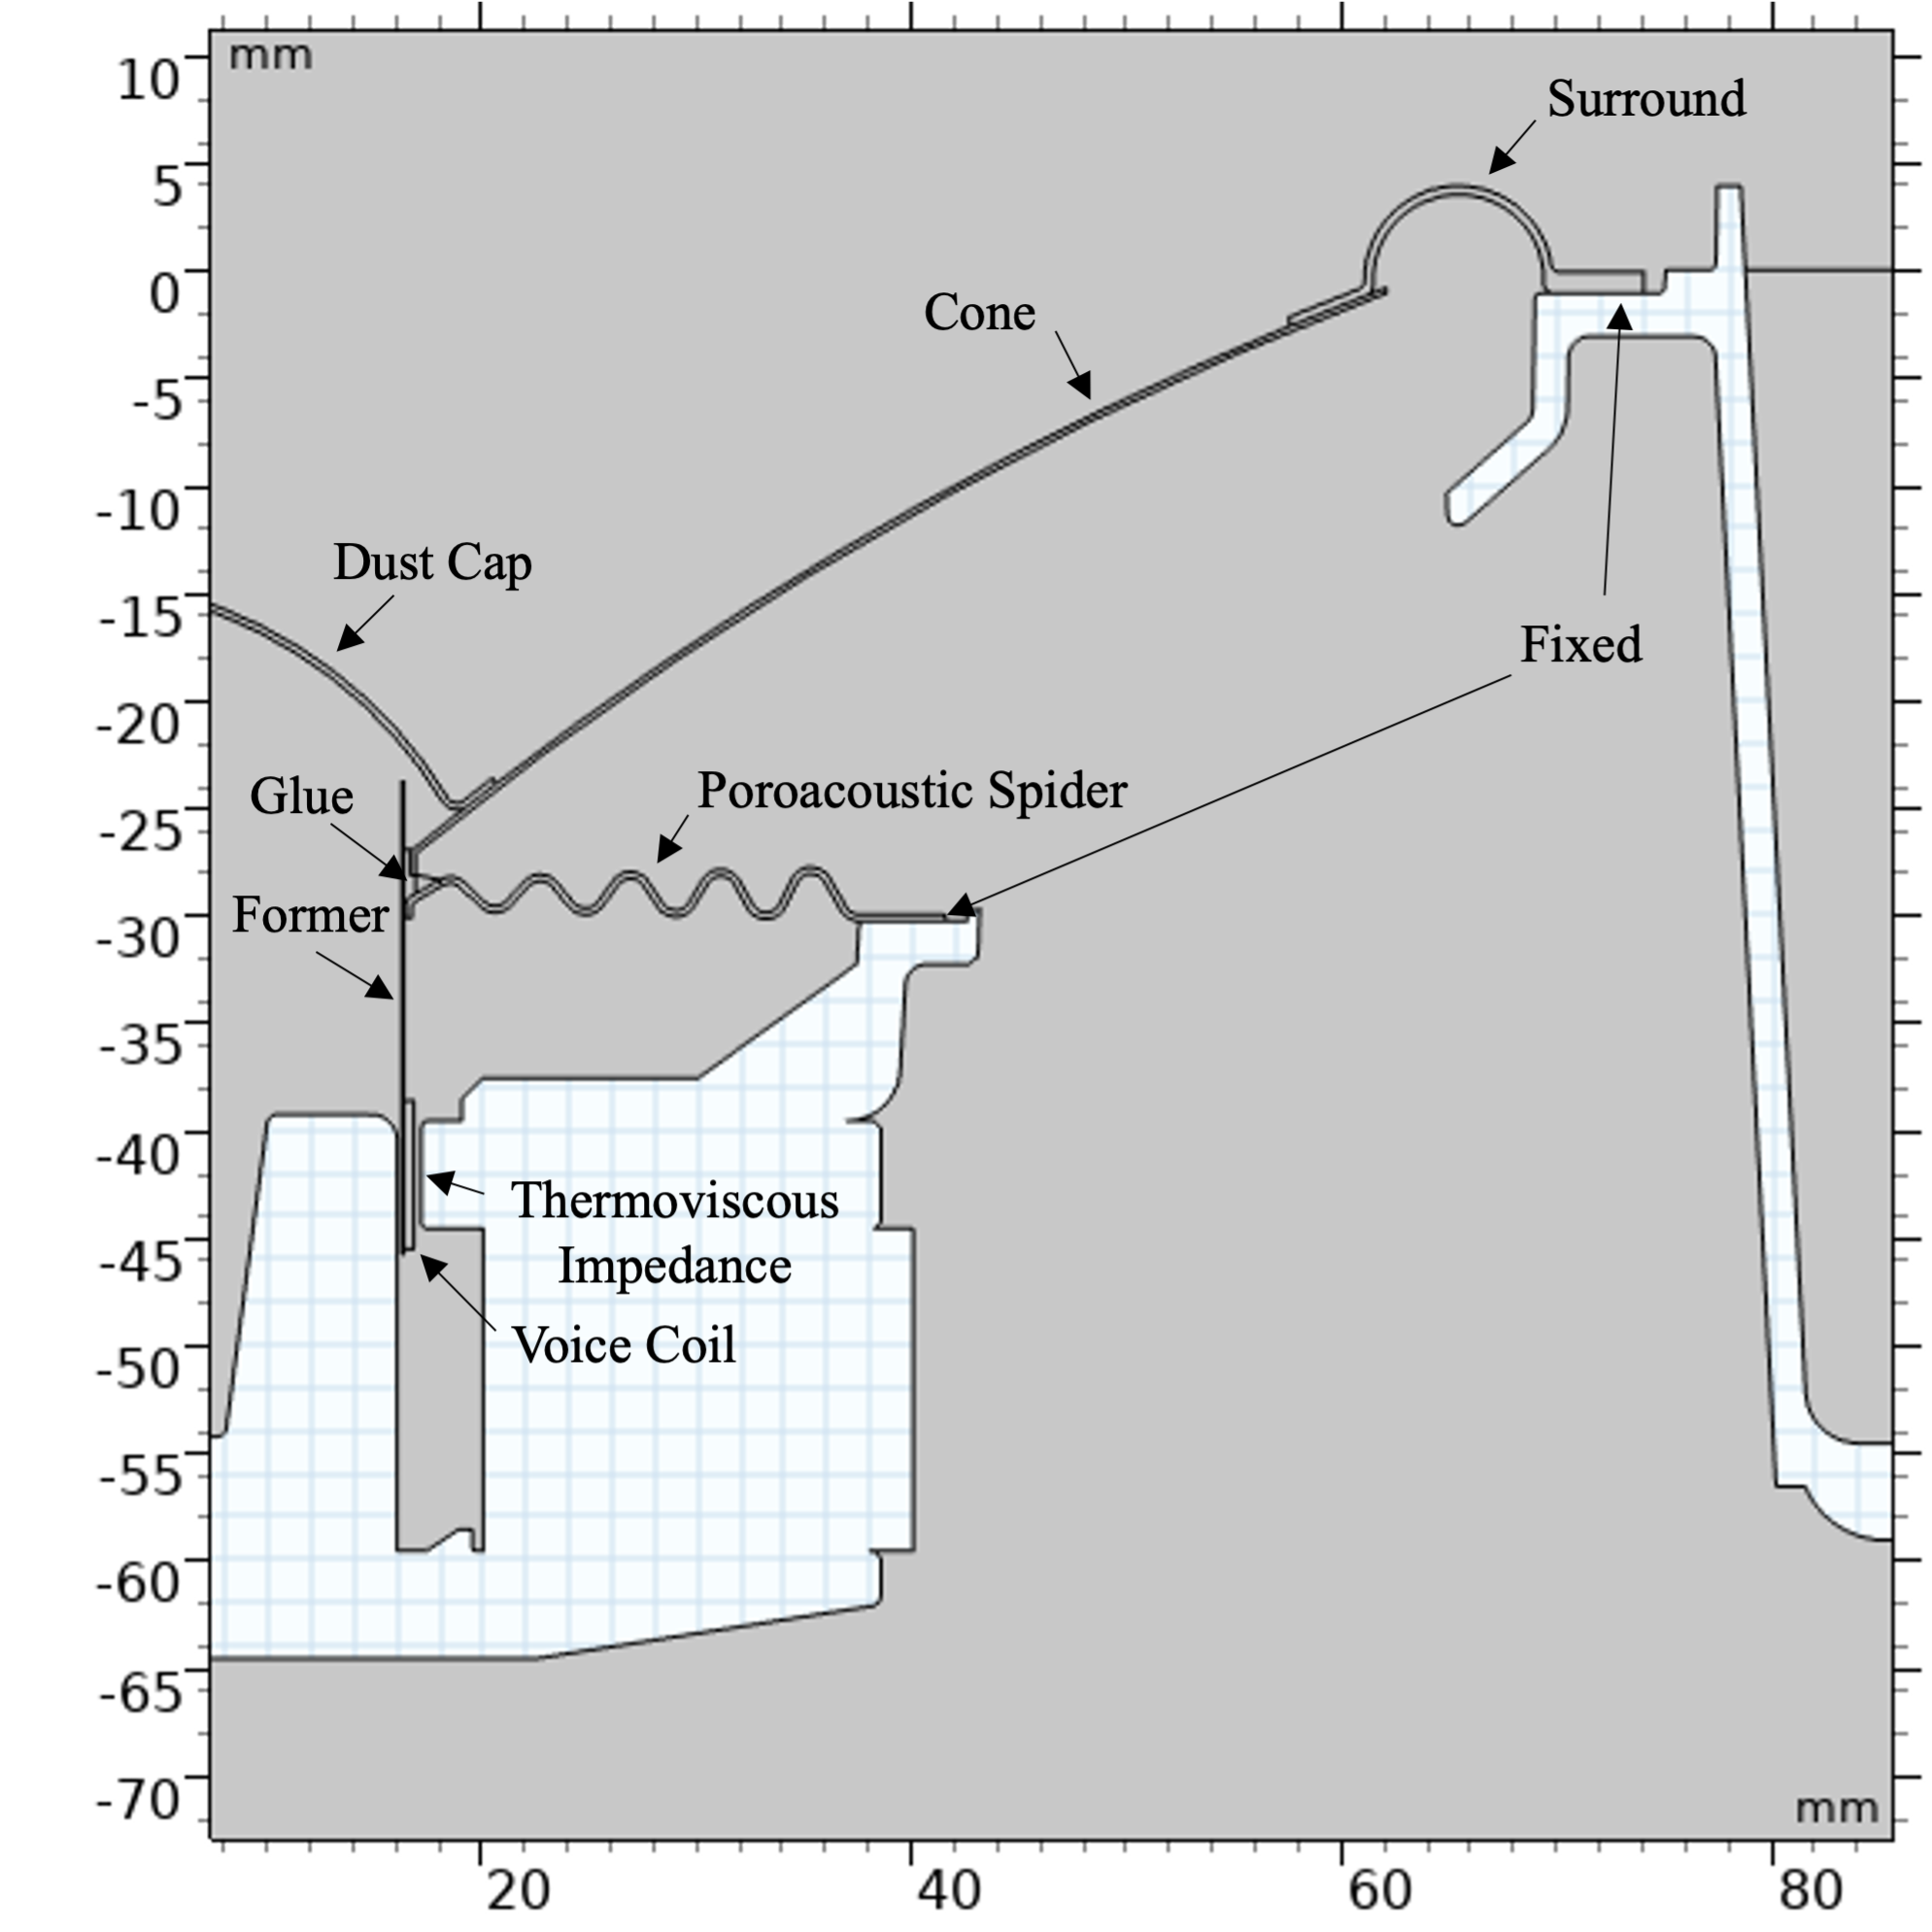 mm
10
5
0
-5
-10
-15
-20
-25
-30
-35
-40
-45
-50
-55
-60
-65
-70
Surround
Cone
Dust Cap
Fixed
Glue
Poroacoustic Spider
Former
Thermoviscous
Impedance
Voice Coil
mm
20 40 60 80